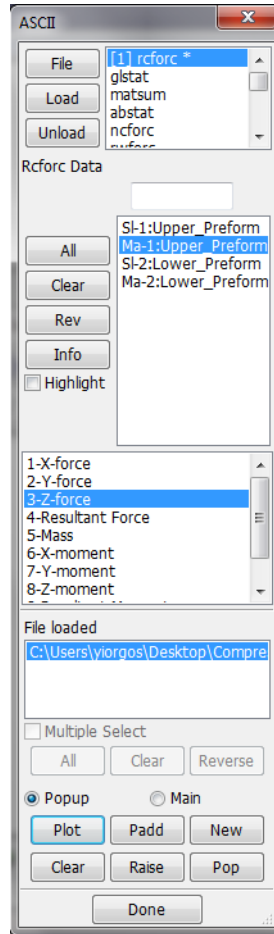 ASCII
File
Load
Unload
[1] rcforc *
glstat
matsum
abstat
ncforc
Rcforc Data
All
Clear
Rev
Info
Highlight
Sl-1:Upper_Preform
Ma-1:Upper_Preform
Sl-2:Lower_Preform
Ma-2:Lower_Preform
1-X-force
2-Y-force
3-Z-force
4-Resultant Force
5-Mass
6-X-moment
7-Y-moment
8-Z-moment
File loaded
C:\Users\yiorgos\Desktop\Compre
Multiple Select
All Clear Reverse
Popup Main
Plot Padd New
Clear Raise Pop
Done